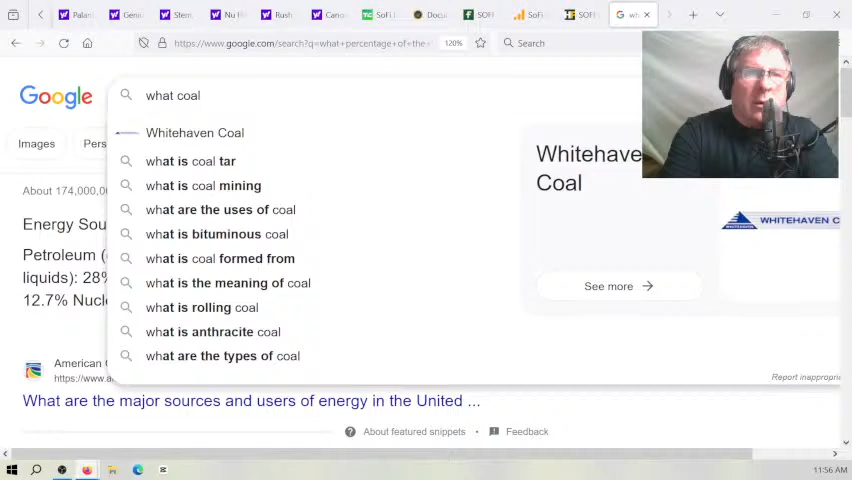 Palan
Geniu
Stem
Nu H
Rush
Cano
SoFi I
Docu
SOFI
SoFi
SOFI
wh
https://www.google.com/search?q=what+percentage+of+the+e
120%
Search
Google
what coal
Whitehaven Coal
what is coal tar
what is coal mining
what are the uses of coal
what is bituminous coal
what is coal formed from
what is the meaning of coal
what is rolling coal
what is anthracite coal
what are the types of coal
Whitehave
Coal
WHITEHAVEN C
See more
Report inappropria
Images
Pers
About 174,000,0
Energy Sou
Petroleum (
liquids): 28%
12.7% Nucl
American C
https://www.a
What are the major sources and users of energy in the United ...
About featured snippets
Feedback
11:56 AM